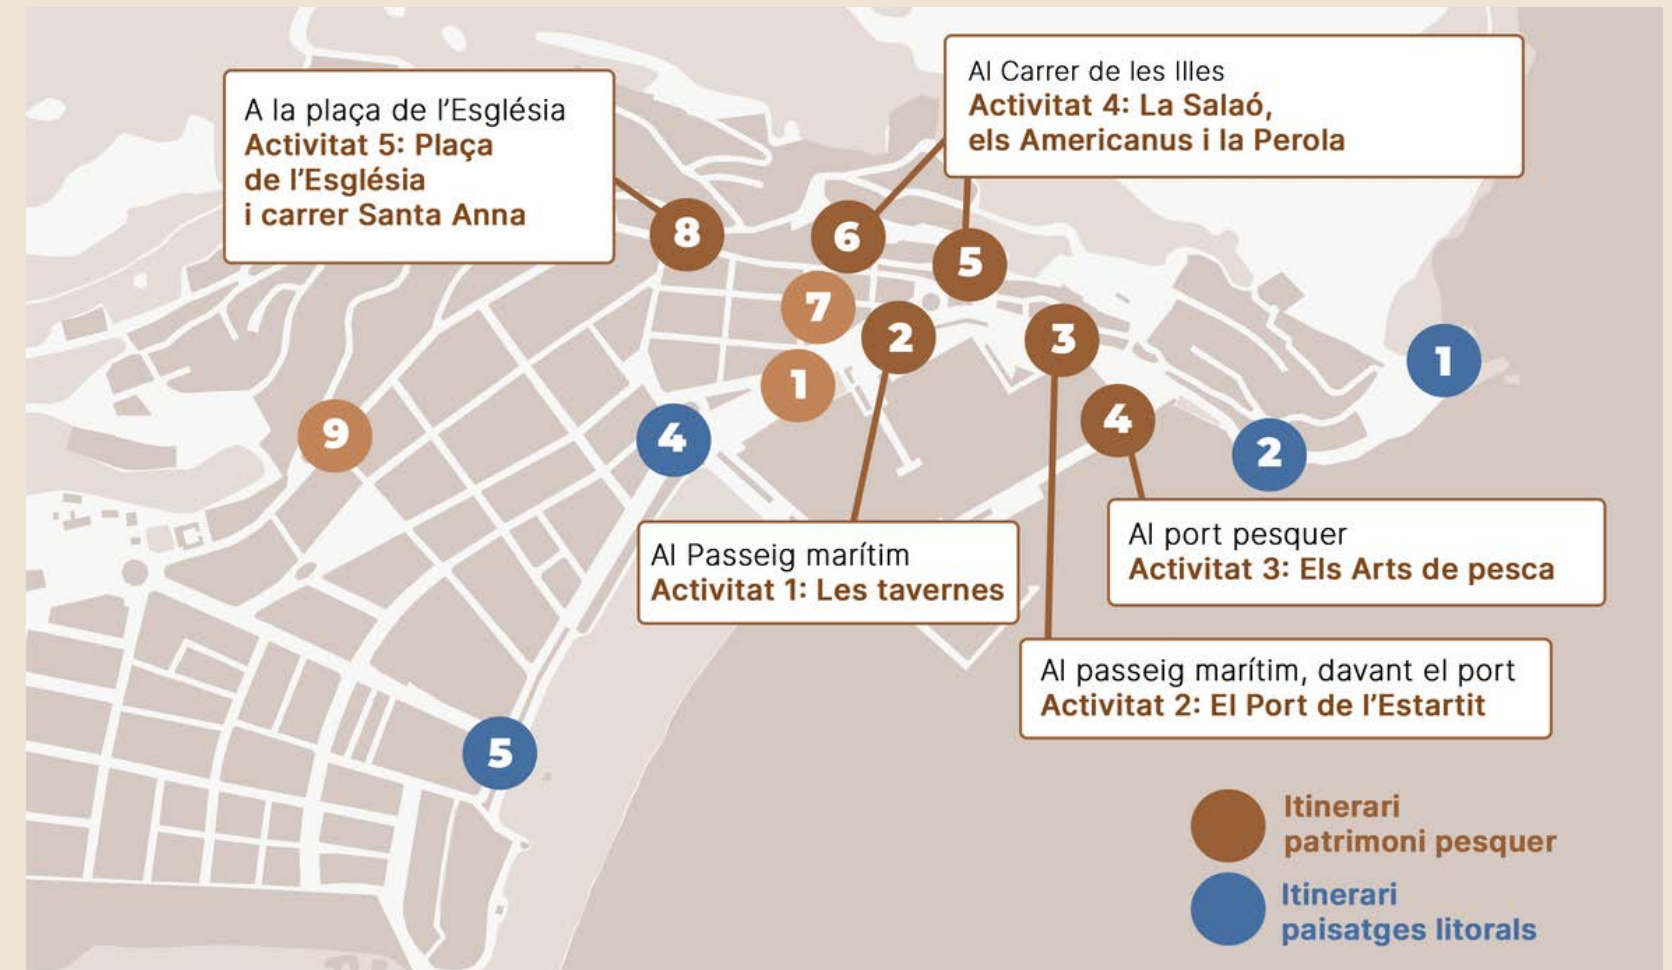 A la plaça de l'Església
Activitat 5: Plaça
de l'Església
i carrer Santa Anna
Al Carrer de les Illes
Activitat 4: La Salaó,
els Americanus i la Perola
8
6
5
7
2
3
1
1
4
9
4
2
Al Passeig marítim
Activitat 1: Les tavernes
Al port pesquer
Activitat 3: Els Arts de pesca
Al passeig marítim, davant el port
Activitat 2: El Port de l'Estartit
5
Itinerari
patrimoni pesquer
Itinerari
paisatges litorals